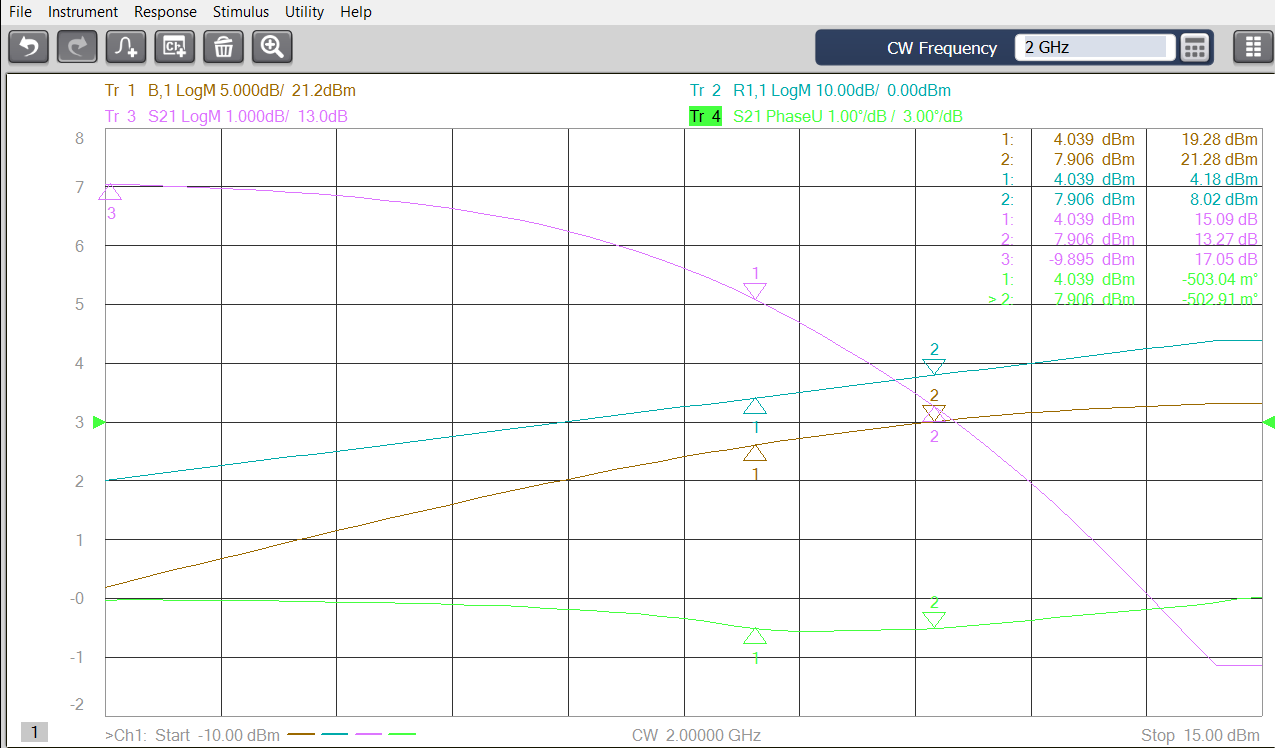 File Instrument Response Stimulus Utility Help
CW Frequency 2 GHz
Tr 1 B,1 LogM 5.000dB/ 21.2dBm
Tr 2 R1,1 LogM 10.00dB/ 0.00dBm
Tr 3 S21 LogM 1.000dB/ 13.0dB
Tr 4 S21 PhaseU 1.00°/dB / 3.00°/dB
8
7
6
5
4
3
2
1
-0
-1
-2
1: 4.039 dBm 19.28 dBm
2: 7.906 dBm 21.28 dBm
1: 4.039 dBm 4.18 dBm
2: 7.906 dBm 8.02 dBm
1: 4.039 dBm 15.09 dB
2: 7.906 dBm 13.27 dB
3: -9.895 dBm 17.05 dB
1: 4.039 dBm -503.04 m°
> 2: 7.906 dBm -502.91 m°
3
1
2
1
2
1
2
2
1
1
>Ch1: Start -10.00 dBm
CW 2.00000 GHz
Stop 15.00 dBm